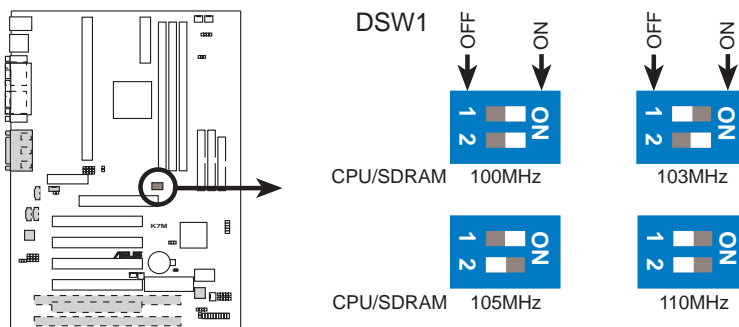 DSW1
OFF ON OFF ON
1 ON 1 ON
2 2
CPU/SDRAM 100MHz 103MHz
K7M
ASUS
1 ON 1 ON
2 2
CPU/SDRAM 105MHz 110MHz